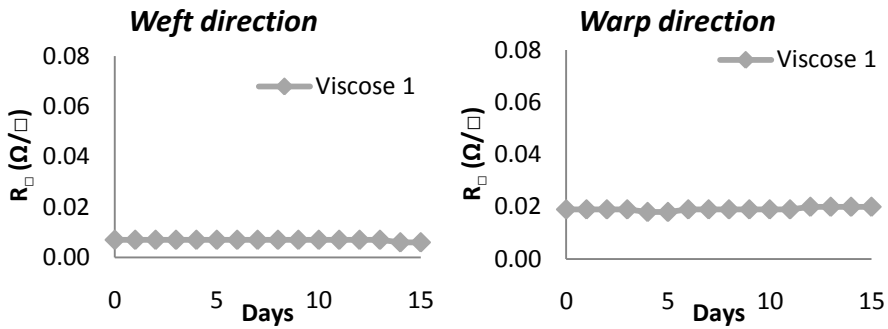 Weft direction
0.08
0.06
0.04
0.02
0.00
R□ (Ω/□)
Viscose 1
0 5 10 15
Days
Warp direction
0.08
0.06
0.04
0.02
0.00
R□ (Ω/□)
Viscose 1
0 5 10 15
Days